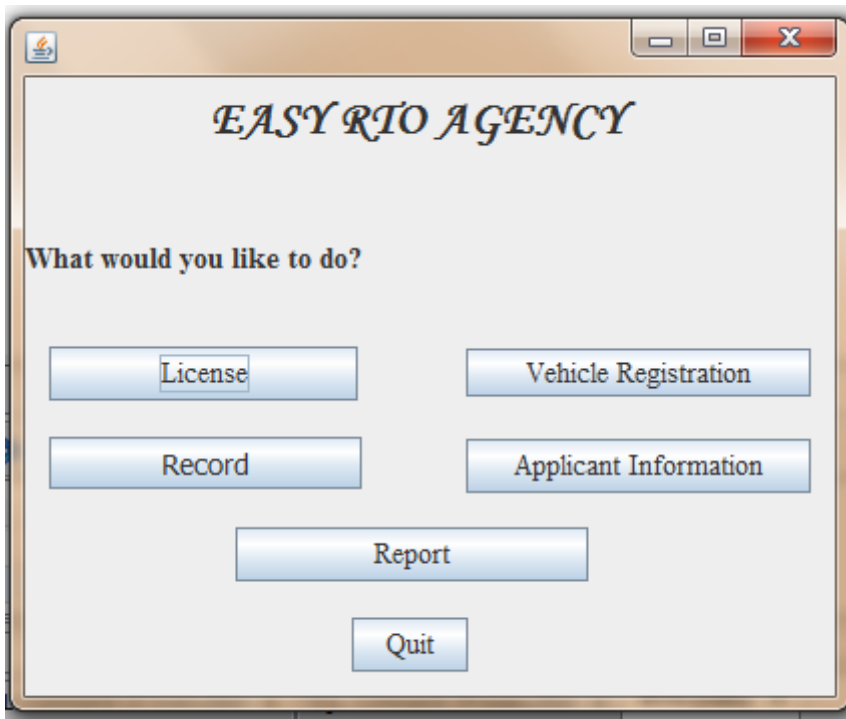 EASY RTO AGENCY
What would you like to do?
License
Vehicle Registration
Record
Applicant Information
Report
Quit